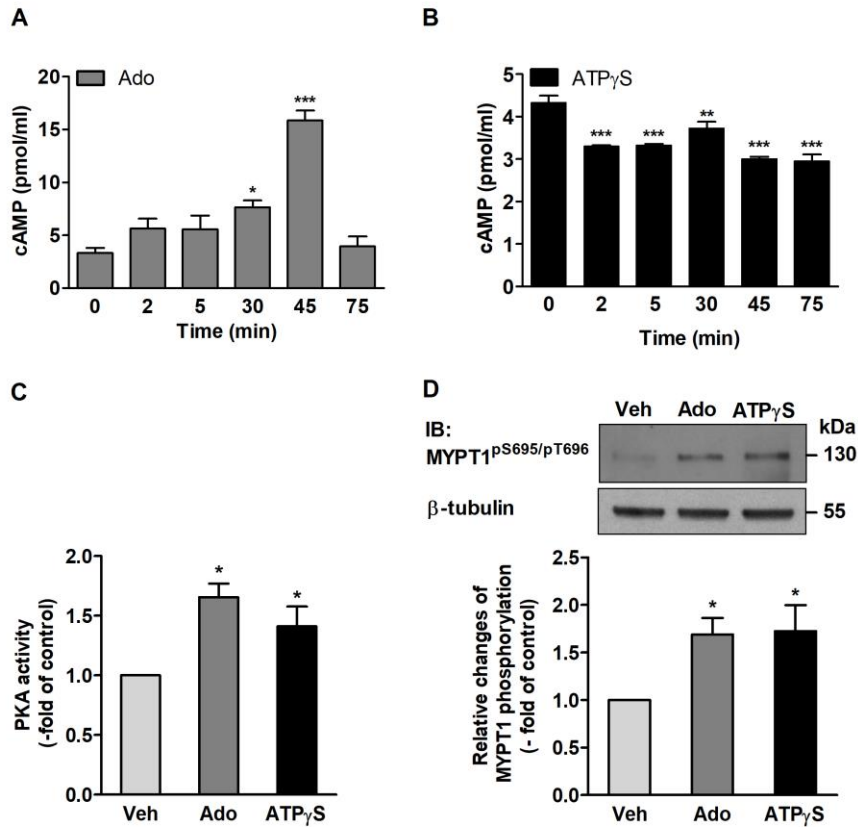 A
Ado
cAMP (pmol/ml)
20
15
10
5
0
*
***
0 2 5 30 45 75
Time (min)
B
ATPγS
cAMP (pmol/ml)
5
4
3
2
1
0
*** *** ** *** ***
0 2 5 30 45 75
Time (min)
C
PKA activity
(-fold of control)
2.0
1.5
1.0
0.5
0.0
* *
Veh Ado ATPγS
D
Veh Ado ATPγS
kDa
IB:
MYPT1pS695/pT696
130
β-tubulin
55
Relative changes of
MYPT1 phosphorylation
(- fold of control)
2.5
2.0
1.5
1.0
0.5
0.0
* *
Veh Ado ATPγS